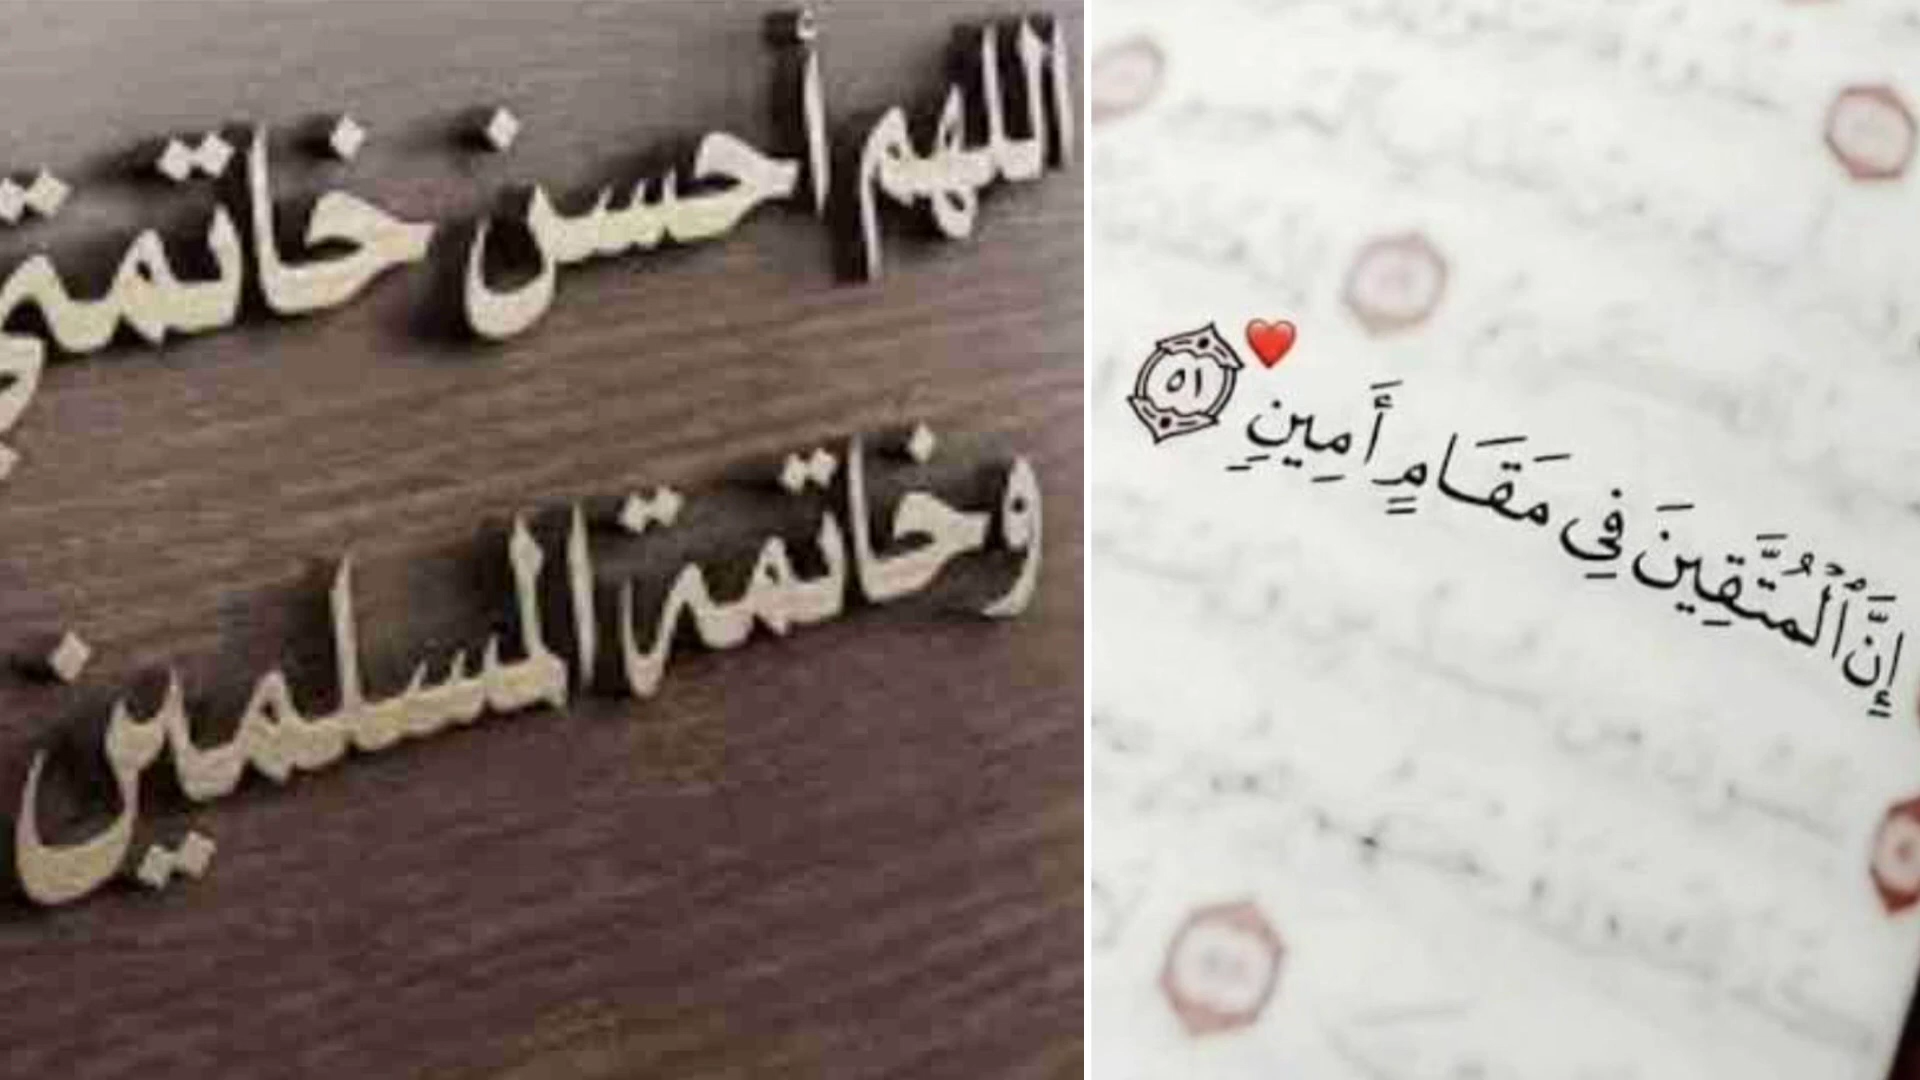 اللهم أحسن خاتمتي
وخاتمة المسلمين
إِنَّ ٱلْمُتَّقِينَ فِي مَقَامٍ أَمِينٍ ٥١